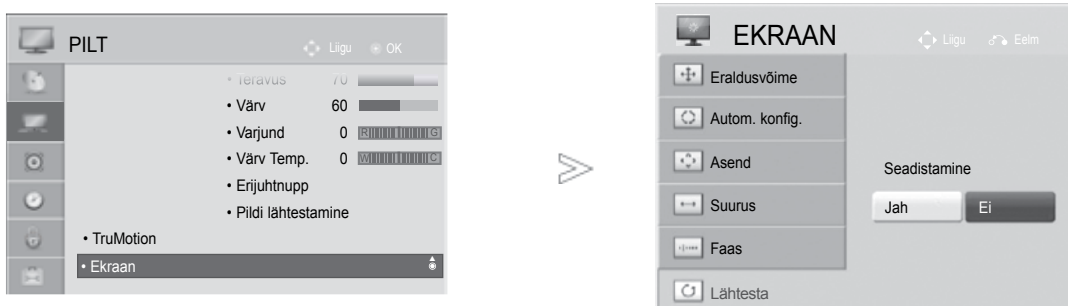 PILT
Liigu OK
• Teravus 70
• Värv 60
• Varjund 0 R G
• Värv Temp. 0 W C
• Erijuhtnupp
• Pildi lähtestamine
• TruMotion
• Ekraan
EKRAAN
Liigu Eelm
Eraldusvõime
Autom. konfig.
Asend
Suurus
Faas
Lähtesta
Seadistamine
Jah Ei